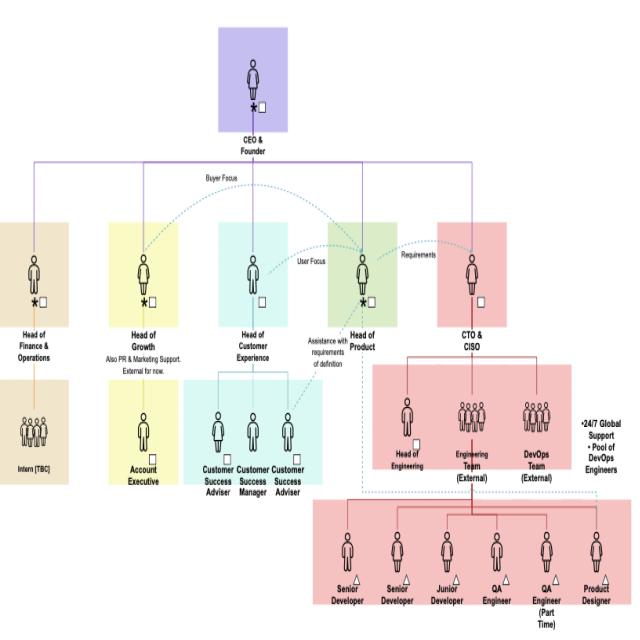 CEO &
Founder
Buyer Focus
User Focus
Requirements
Head of
Finance &
Operations
Head of
Growth
Also PR & Marketing Support.
External for now.
Head of
Customer
Experience
Assistance with
requirements
of definition
Head of
Product
CTO &
CISO
Intern [TBC]
Account
Executive
Customer
Success
Adviser
Customer
Success
Manager
Customer
Success
Adviser
Head of
Engineering
Engineering
Team
(External)
DevOps
Team
(External)
•24/7 Global
Support
• Pool of
DevOps
Engineers
Senior
Developer
Senior
Developer
Junior
Developer
QA
Engineer
QA
Engineer
(Part
Time)
Product
Designer